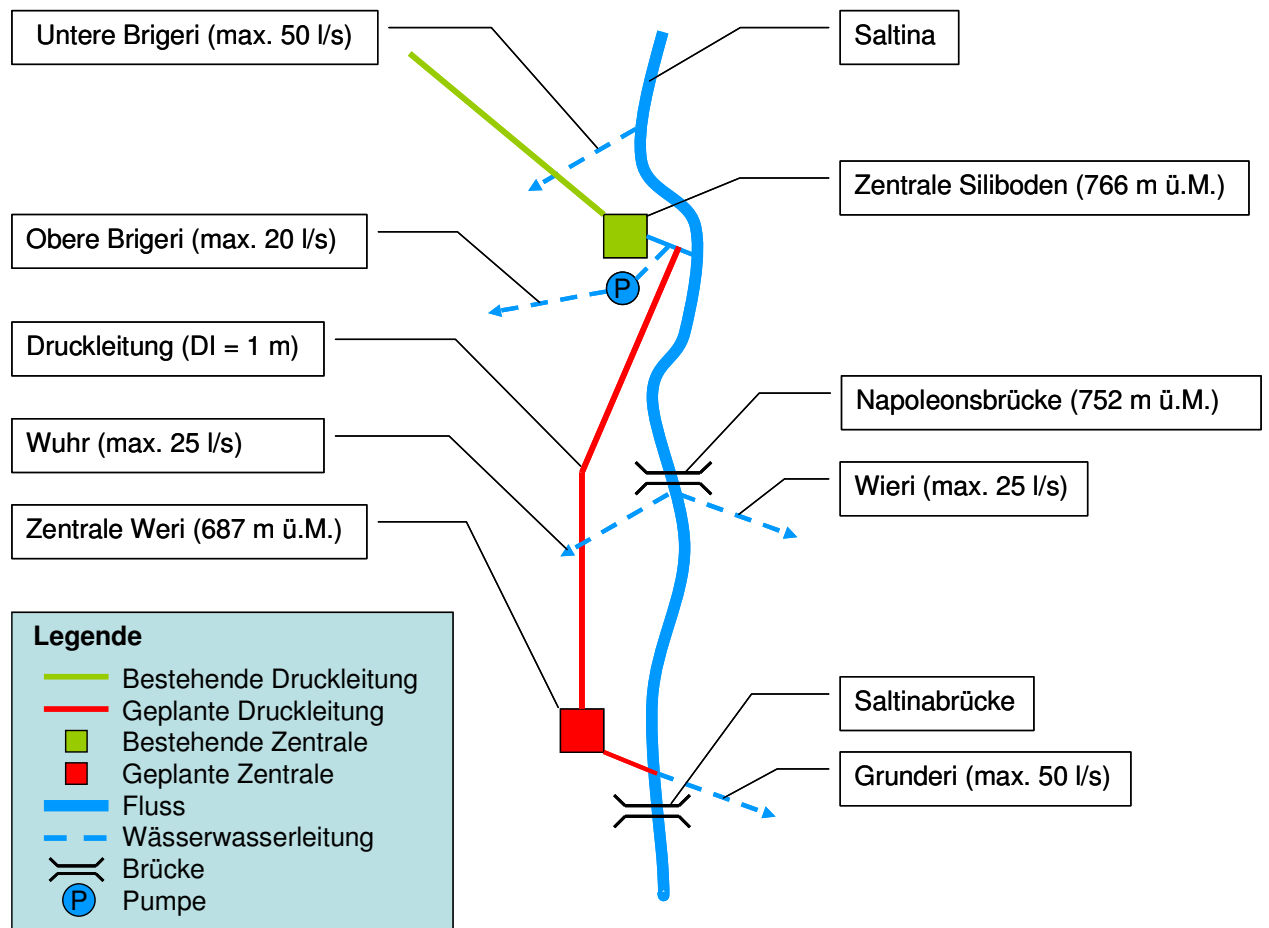 Untere Brigeri (max. 50 l/s)
Saltina
Zentrale Siliboden (766 m ü.M.)
Obere Brigeri (max. 20 l/s)
P
Druckleitung (DI = 1 m)
Napoleonsbrücke (752 m ü.M.)
Wuhr (max. 25 l/s)
Wieri (max. 25 l/s)
Zentrale Weri (687 m ü.M.)
Saltinabrücke
Grunderi (max. 50 l/s)
Legende
Bestehende Druckleitung
Geplante Druckleitung
Bestehende Zentrale
Geplante Zentrale
Fluss
Wässerwasserleitung
Brücke
P Pumpe